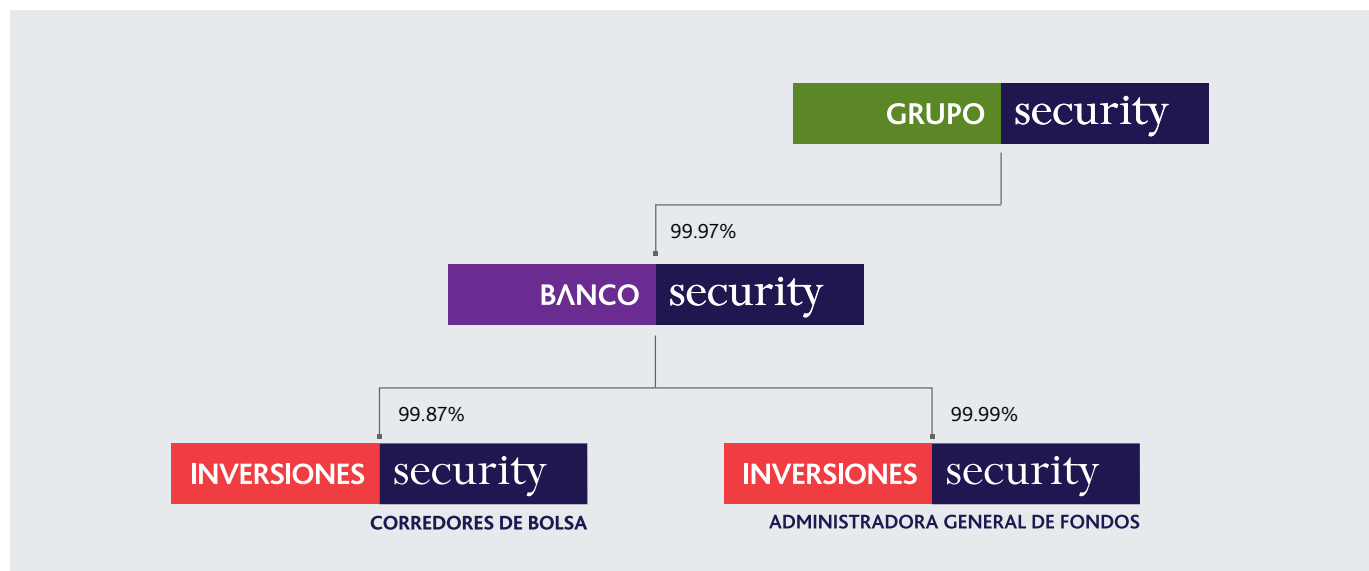 GRUPO security
99.97%
BANCO security
99.87%
99.99%
INVERSIONES security
INVERSIONES security
CORREDORES DE BOLSA
ADMINISTRADORA GENERAL DE FONDOS